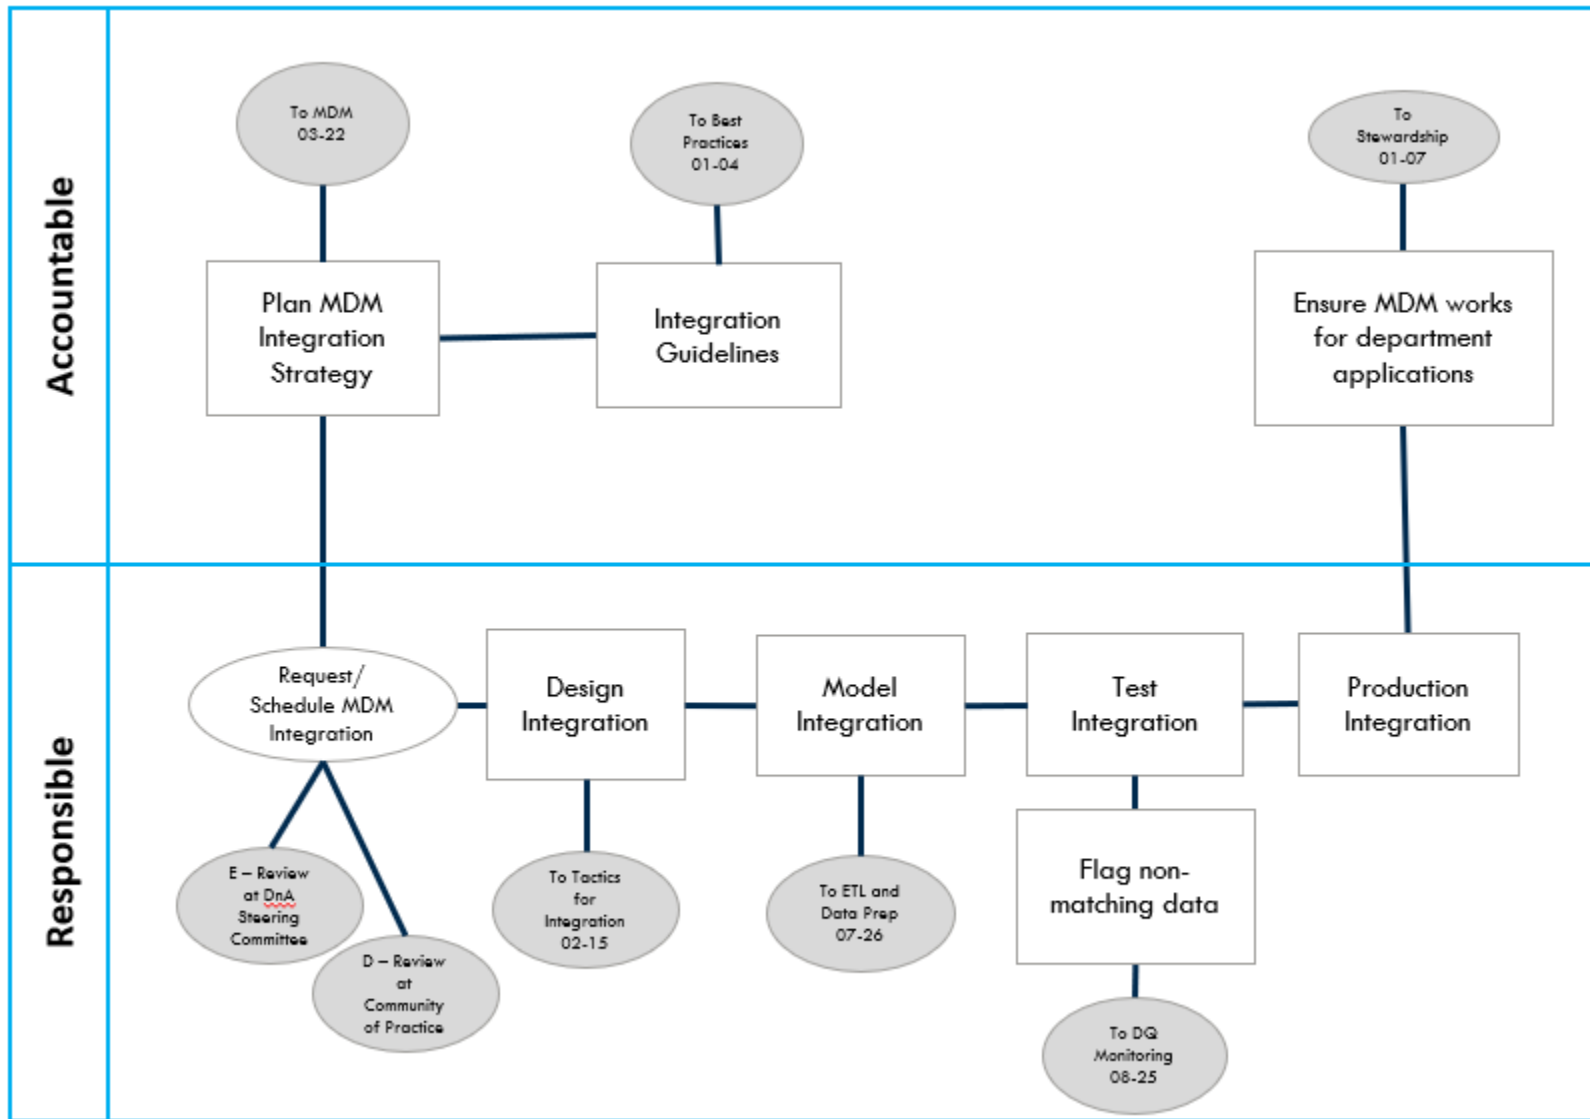 Accountable
To MDM
03-22
To Best
Practices
01-04
To
Stewardship
01-07
Plan MDM
Integration
Strategy
Integration
Guidelines
Ensure MDM works
for department
applications
Responsible
Request/
Schedule MDM
Integration
Design
Integration
Model
Integration
Test
Integration
Production
Integration
E – Review
at DnA
Steering
Committee
D – Review
at
Community
of Practice
To Tactics
for
Integration
02-15
To ETL and
Data Prep
07-26
Flag non-
matching data
To DQ
Monitoring
08-25